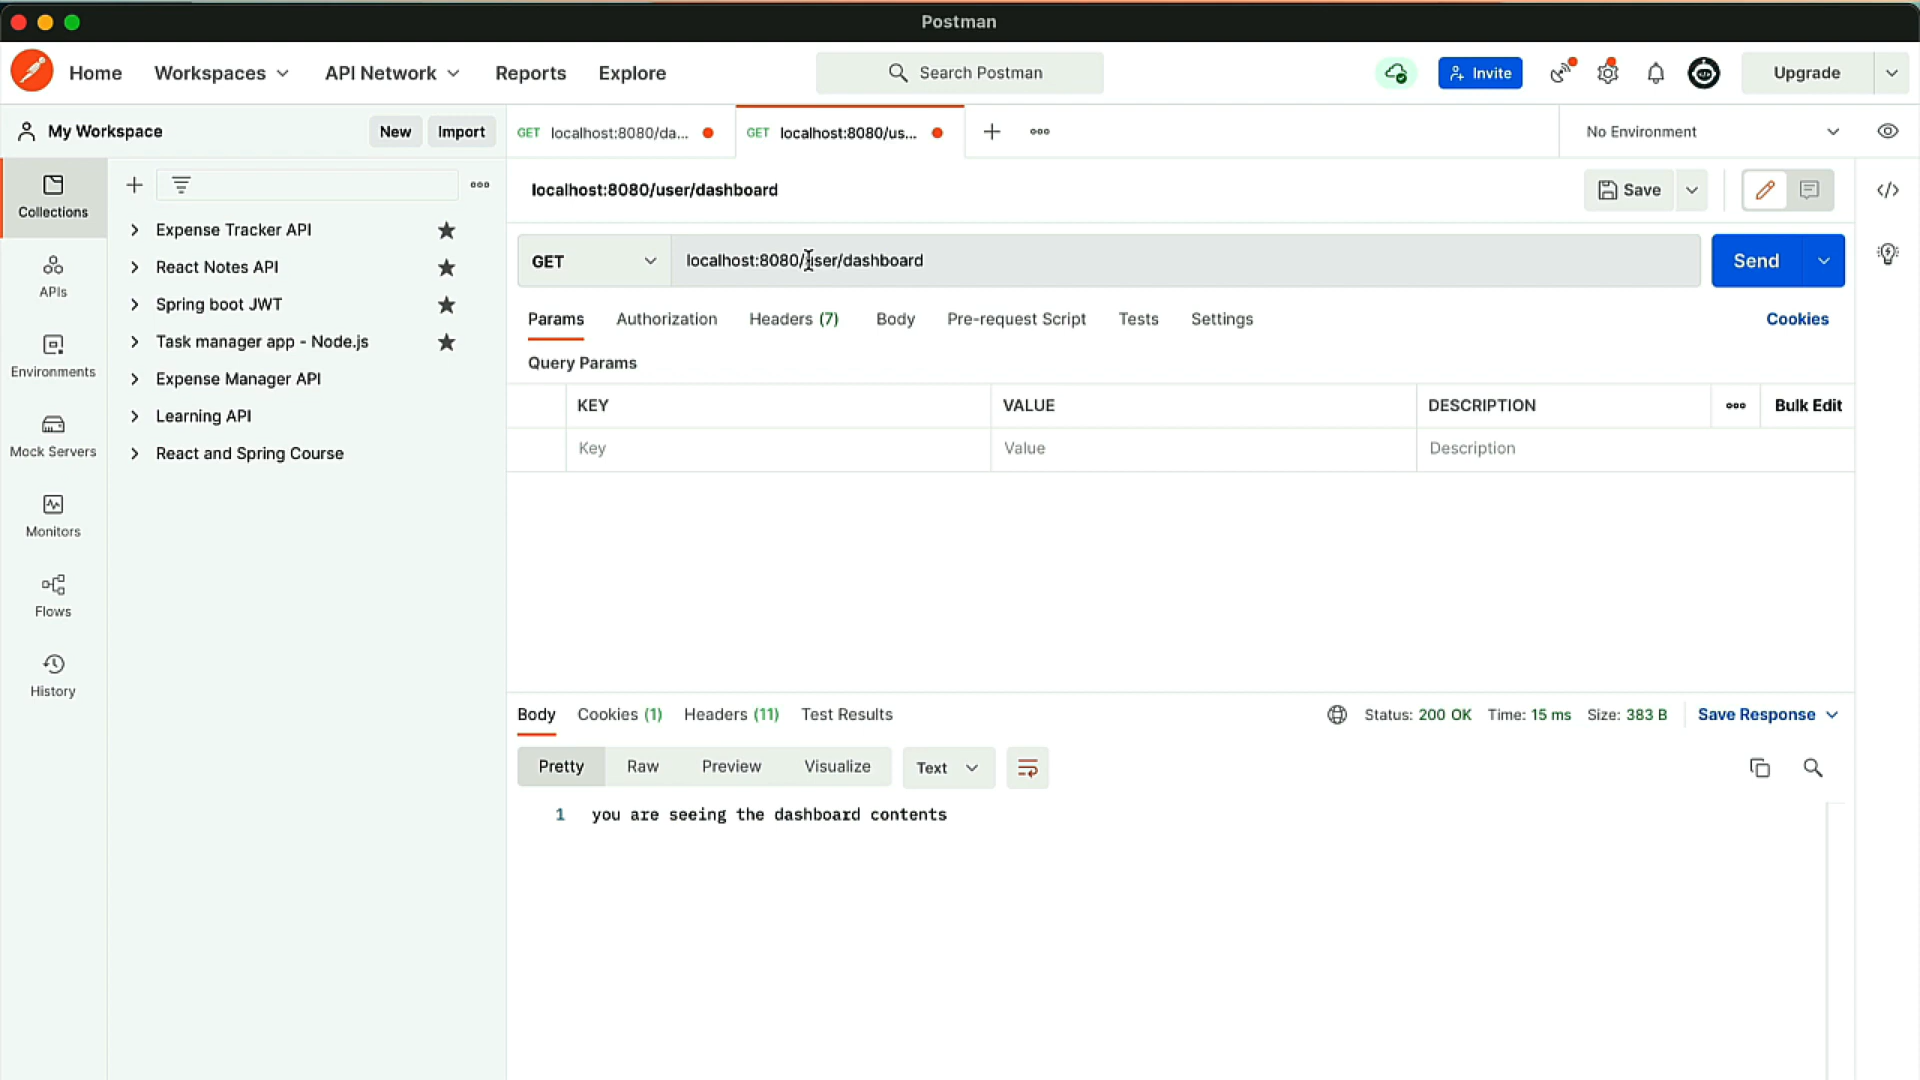 Postman
Home Workspaces API Network Reports Explore Search Postman Invite Upgrade
My Workspace New Import GET localhost:8080/da... GET localhost:8080/us... No Environment
localhost:8080/user/dashboard Save
GET localhost:8080/user/dashboard Send
Params Authorization Headers (7) Body Pre-request Script Tests Settings Cookies
Query Params
KEY VALUE DESCRIPTION Bulk Edit
Key Value Description
Collections
APIs
Environments
Mock Servers
Monitors
Flows
History
Expense Tracker API
React Notes API
Spring boot JWT
Task manager app - Node.js
Expense Manager API
Learning API
React and Spring Course
Body Cookies (1) Headers (11) Test Results Status: 200 OK Time: 15 ms Size: 383 B Save Response
Pretty Raw Preview Visualize Text
1 you are seeing the dashboard contents